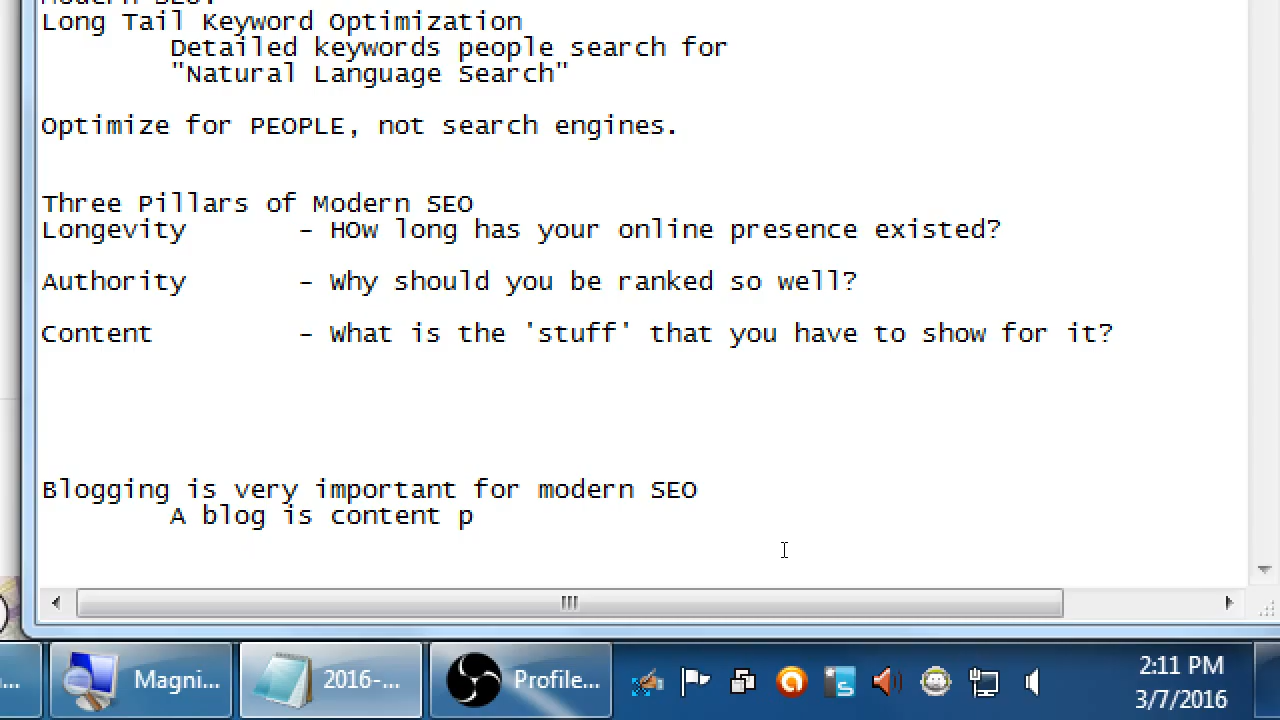 Modern SEO:
Long Tail Keyword Optimization
Detailed keywords people search for
"Natural Language Search"
Optimize for PEOPLE, not search engines.
Three Pillars of Modern SEO
Longevity - HOw long has your online presence existed?
Authority - Why should you be ranked so well?
Content - What is the 'stuff' that you have to show for it?
Blogging is very important for modern SEO
A blog is content p
... Magni... 2016-... Profile... S 2:11 PM
3/7/2016